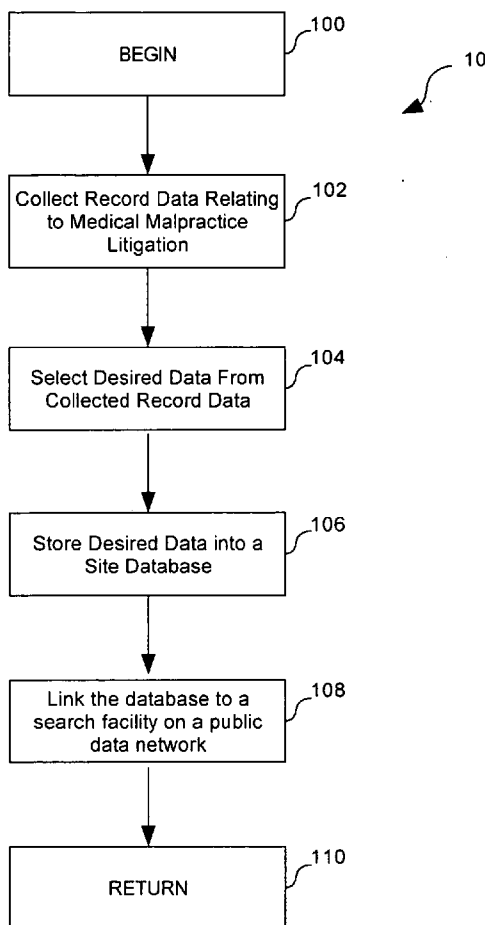 100
BEGIN
10
102
Collect Record Data Relating
to Medical Malpractice
Litigation
104
Select Desired Data From
Collected Record Data
106
Store Desired Data into a
Site Database
108
Link the database to a
search facility on a public
data network
110
RETURN